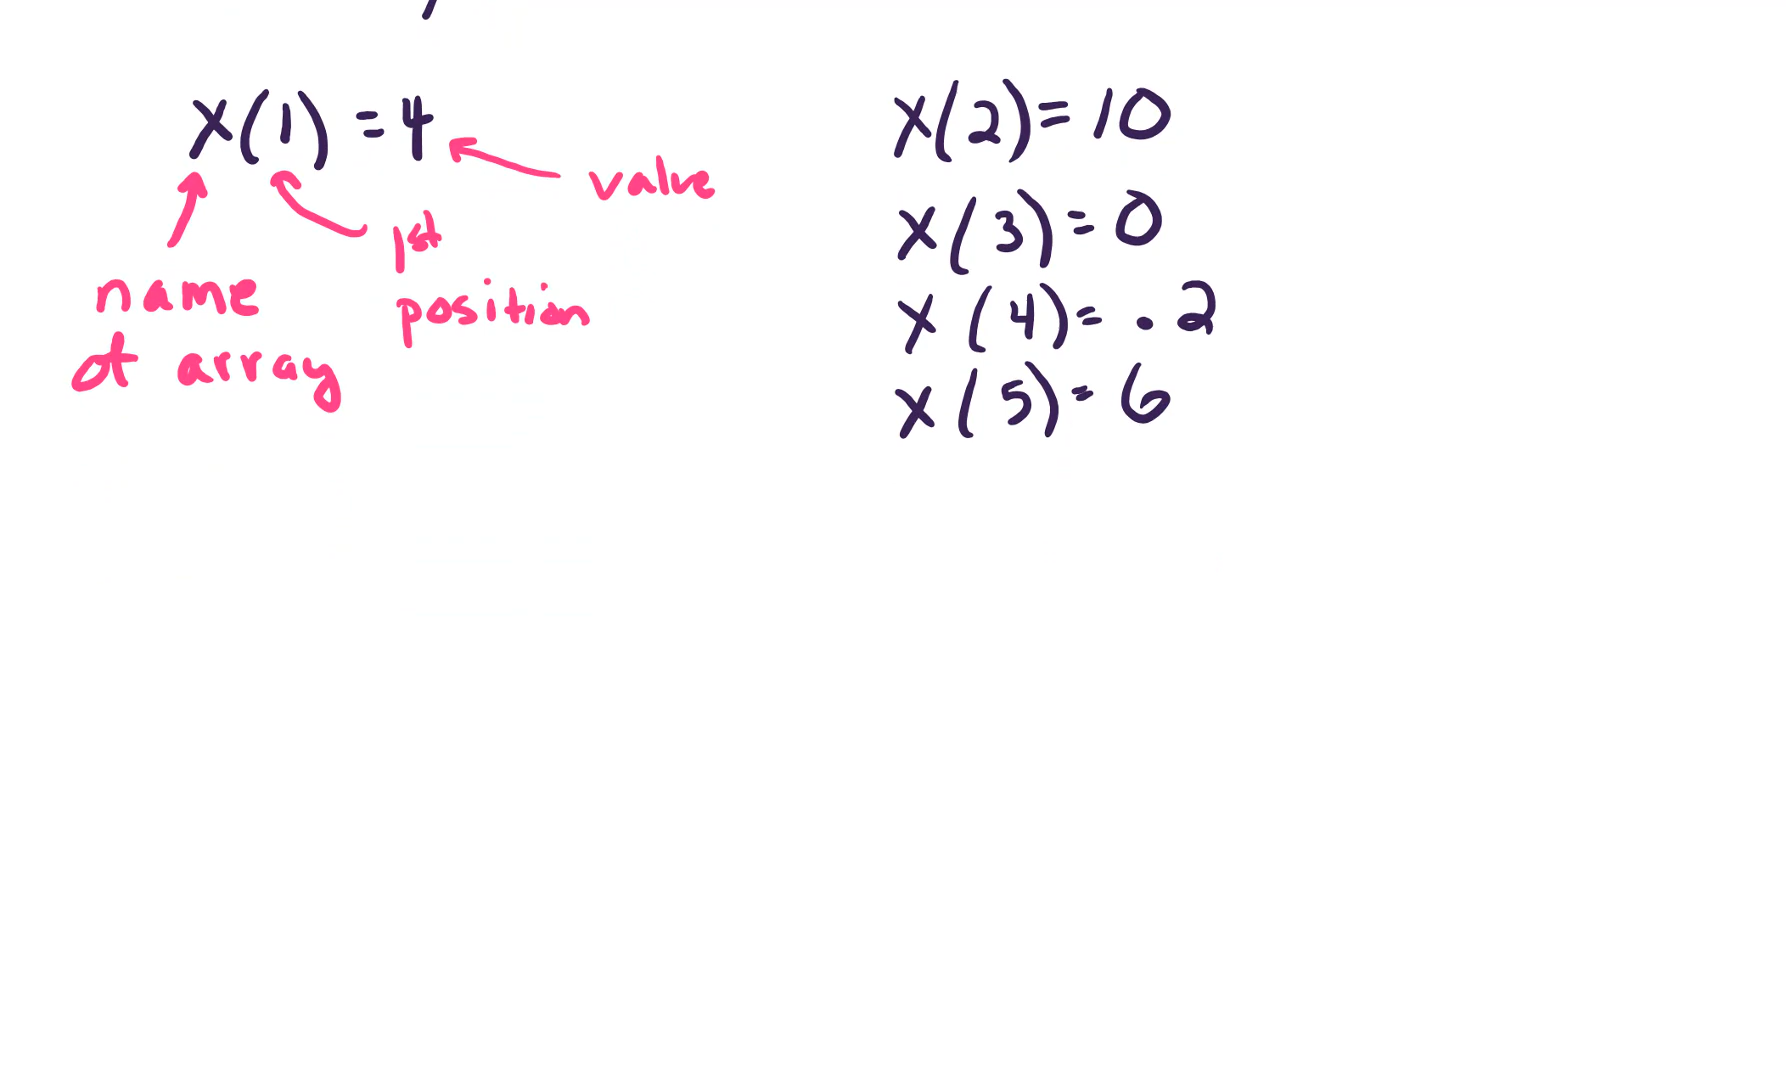 x(1) = 4
value
1st
position
name
of array
x(2) = 10
x(3) = 0
x(4) = .2
x(5) = 6